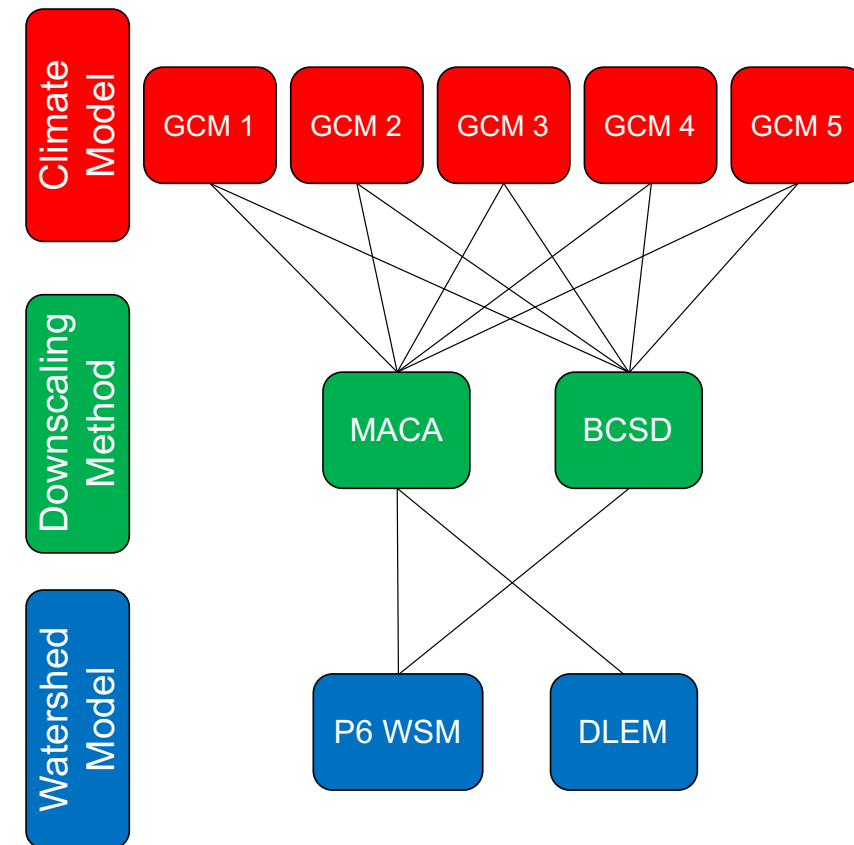 Climate
Model
GCM 1
GCM 2
GCM 3
GCM 4
GCM 5
Downscaling
Method
MACA
BCSD
Watershed
Model
P6 WSM
DLEM